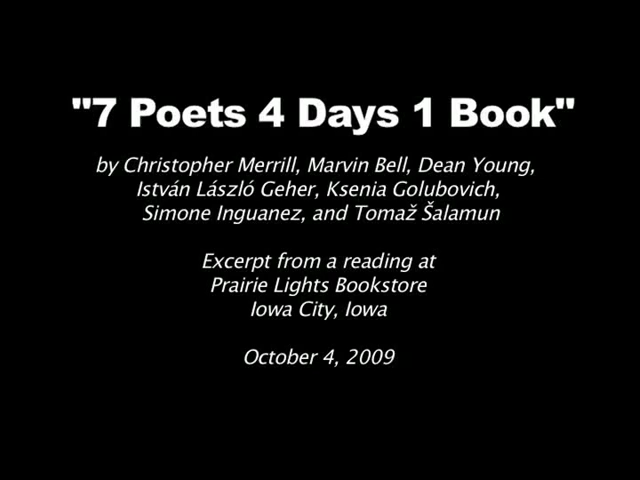 "7 Poets 4 Days 1 Book"
by Christopher Merrill, Marvin Bell, Dean Young,
István László Geher, Ksenia Golubovich,
Simone Inguanez, and Tomaž Šalamun
Excerpt from a reading at
Prairie Lights Bookstore
Iowa City, Iowa
October 4, 2009